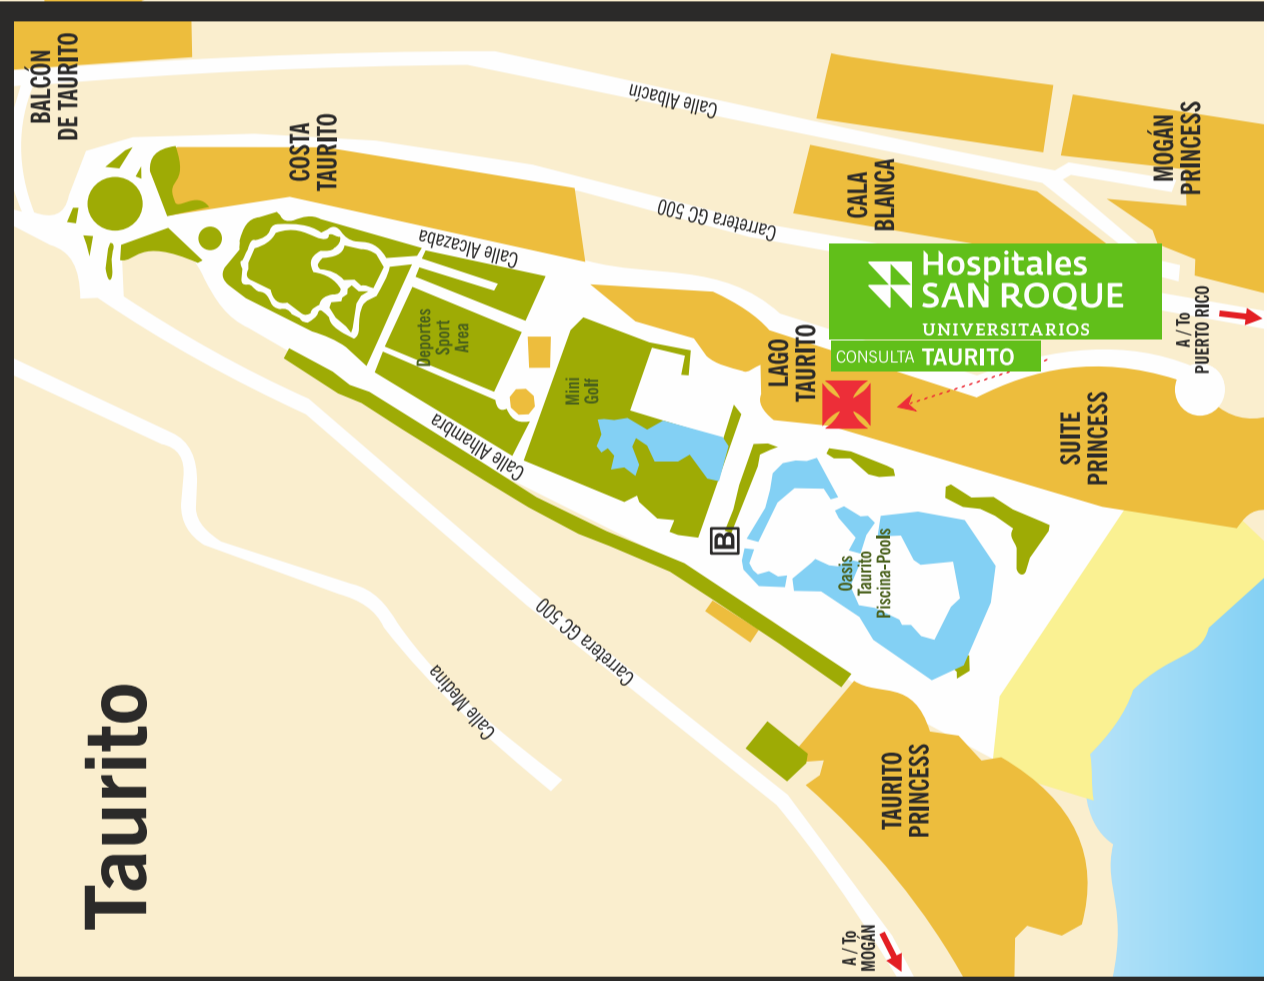 BALCÓN
DE TAURITO
COSTA
TAURITO
Calle Albacín
Carretera GC 500
Calle Alcazaba
CALA
BLANCA
MOGÁN
PRINCESS
Hospitales
SAN ROQUE
UNIVERSITARIOS
CONSULTA TAURITO
A / To
PUERTO RICO
LAGO
TAURITO
SUITE
PRINCESS
Deportes
Sport
Area
Mini
Golf
Calle Alhambra
B
Oasis
Taurito
Piscina-Pools
Carretera GC 500
Calle Medina
Taurito
TAURITO
PRINCESS
A / To
MOGÁN